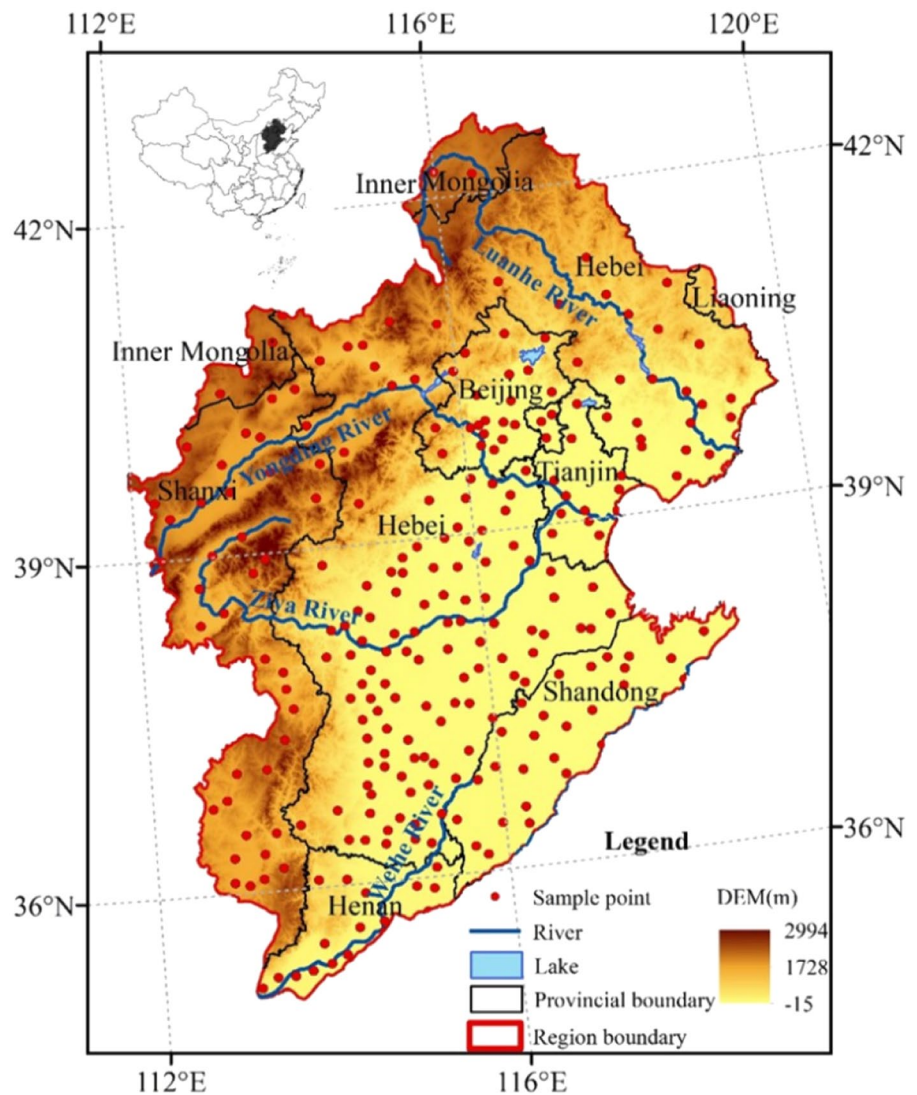 112°E
116°E
120°E
42°N
Inner Mongolia
42°N
Luanhe River
Hebei
Liaoning
Inner Mongolia
Beijing
Yongding River
Tianjin
39°N
Shanxi
Hebei
39°N
Ziya River
Shandong
Weihe River
36°N
Legend
36°N
Henan
Sample point
DEM(m)
River
2994
Lake
1728
Provincial boundary
-15
Region boundary
112°E
116°E